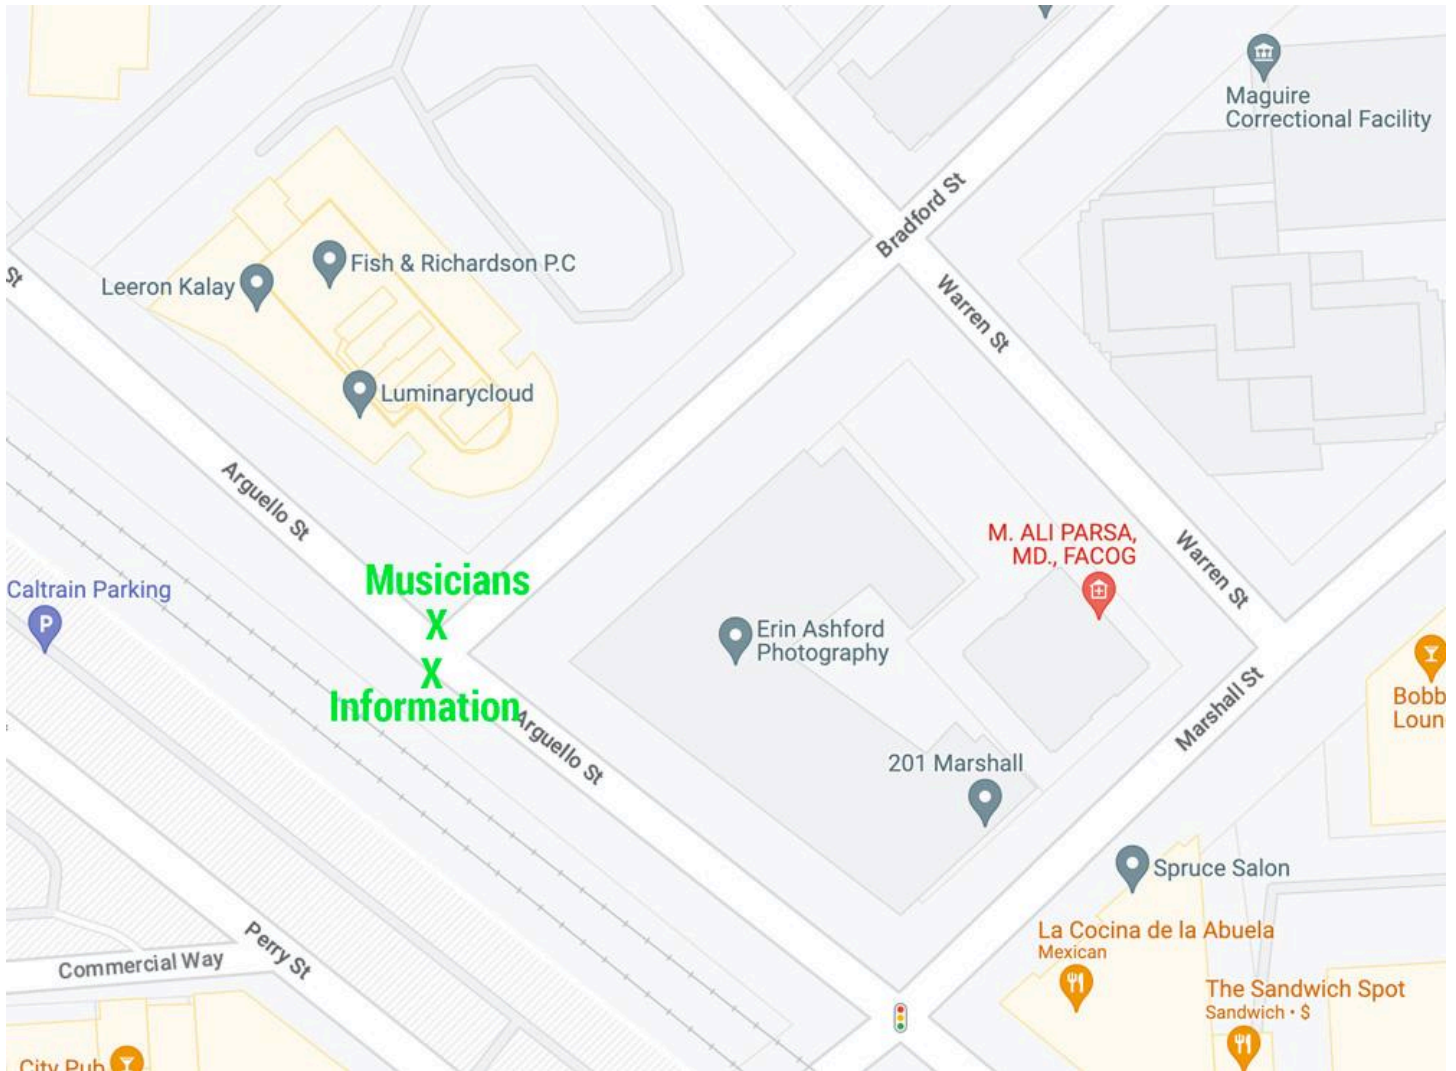 Maguire
Correctional Facility
Bradford St
Fish & Richardson P.C
Leeron Kalay
St
Warren St
Luminarycloud
Arguello St
M. ALI PARSA,
MD., FACOG
Warren St
Musicians
X
Caltrain Parking
P
X
Information
Erin Ashford
Photography
Arguello St
Marshall St
Bobb
Loun
201 Marshall
Spruce Salon
La Cocina de la Abuela
Mexican
Perry St
Commercial Way
The Sandwich Spot
Sandwich • $
City Pub